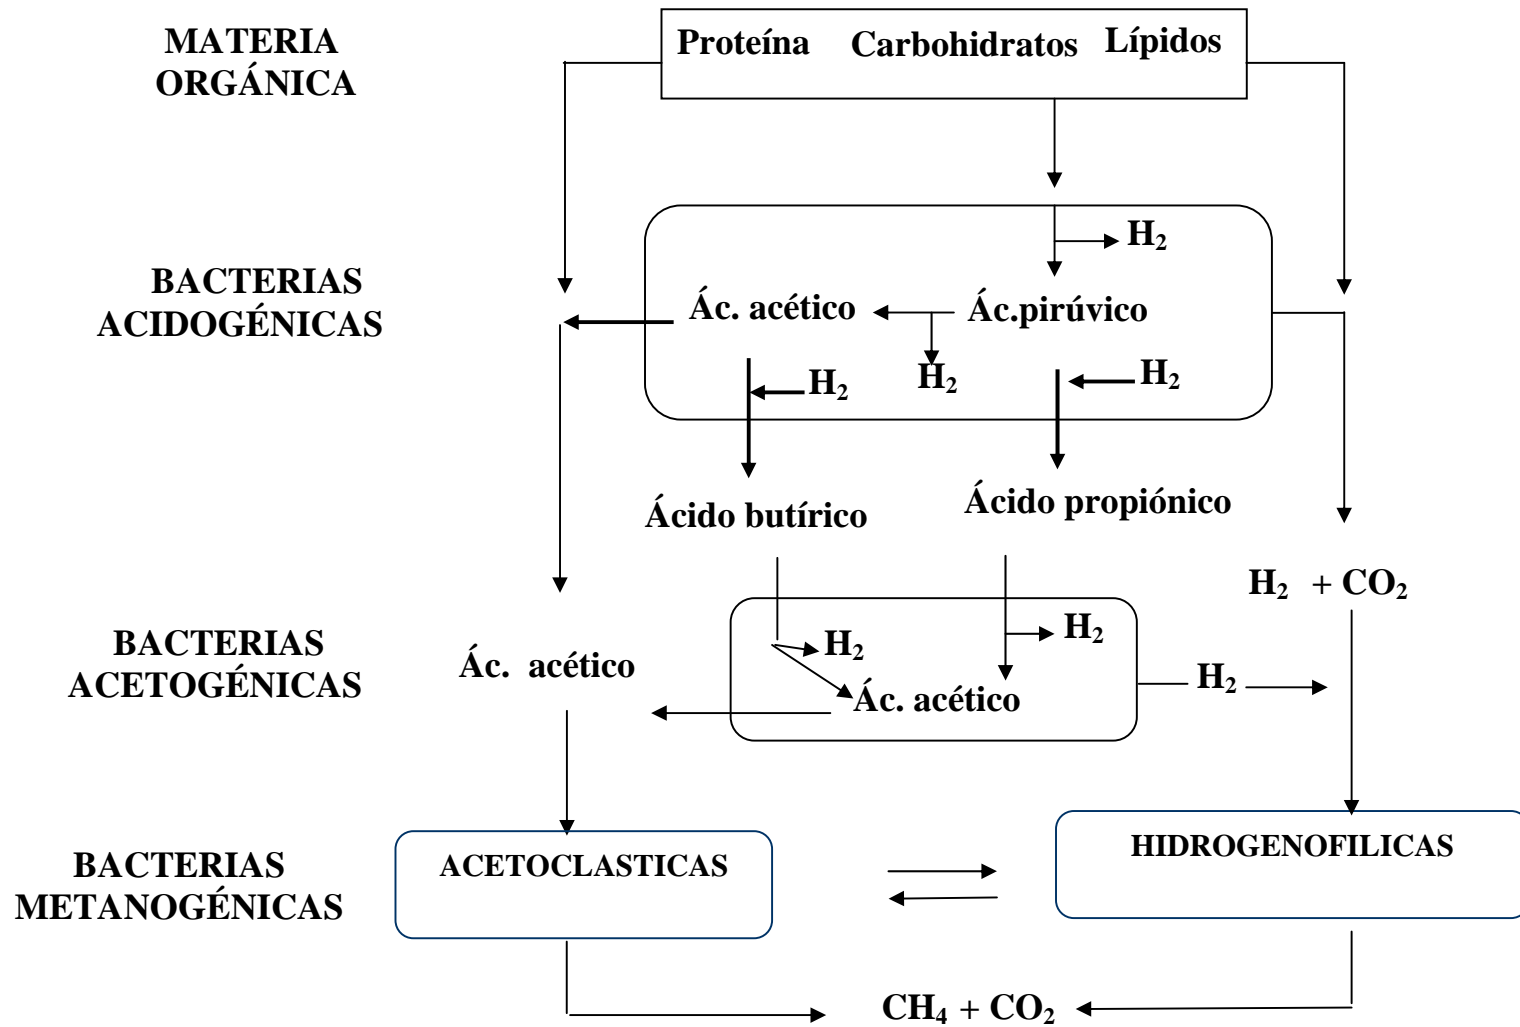 MATERIA
ORGÁNICA
Proteína Carbohidratos Lípidos
H₂
BACTERIAS
ACIDOGÉNICAS
Ác. acético
Ác.pirúvico
H₂
H₂
H₂
Ácido butírico
Ácido propiónico
H₂ + CO₂
BACTERIAS
ACETOGÉNICAS
Ác. acético
H₂
H₂
Ác. acético
H₂
BACTERIAS
METANOGÉNICAS
ACETOCLASTICAS
HIDROGENOFILICAS
CH₄ + CO₂